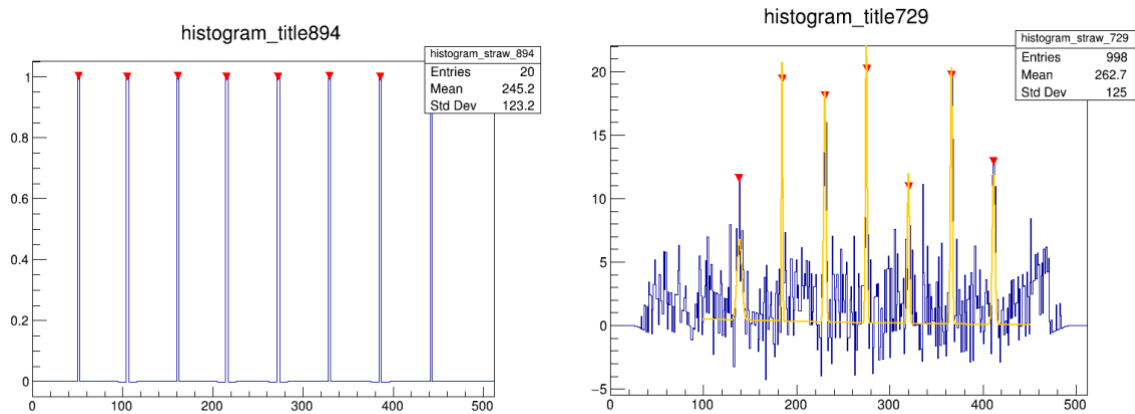 histogram_title894
histogram_straw_894
Entries 20
Mean 245.2
Std Dev 123.2
1
0.8
0.6
0.4
0.2
0
0 100 200 300 400 500
histogram_title729
histogram_straw_729
Entries 998
Mean 262.7
Std Dev 125
20
15
10
5
0
−5
0 100 200 300 400 500